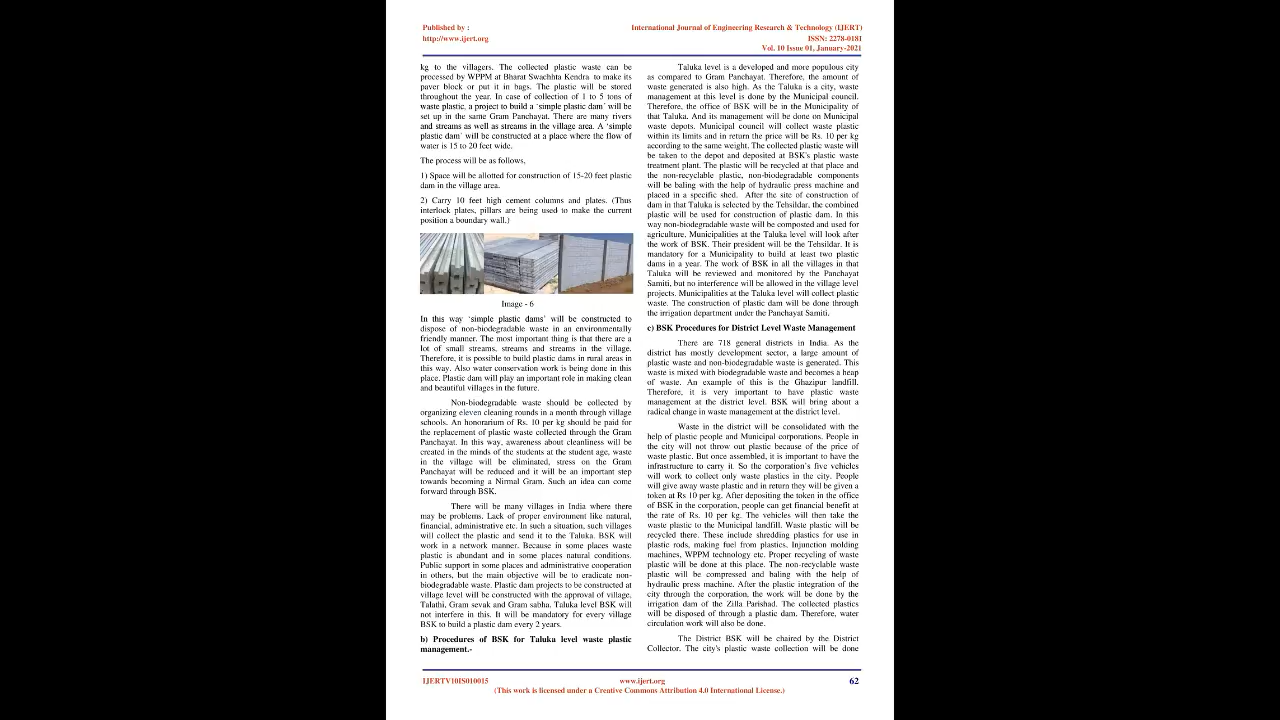 Published by :
http://www.ijert.org
International Journal of Engineering Research & Technology (IJERT)
ISSN: 2278-0181
Vol. 10 Issue 01, January-2021
kg to the villagers. The collected plastic waste can be
processed by WPPM at Bharat Swachhta Kendra to make its
paver block or put it in bags. The plastic will be stored
throughout the year. In case of collection of 1 to 5 tons of
waste plastic, a project to build a ‘simple plastic dam’ will be
set up in the same Gram Panchayat. There are many rivers
and streams as well as streams in the village area. A ‘simple
plastic dam’ will be constructed at a place where the flow of
water is 15 to 20 feet wide.
The process will be as follows,
1) Space will be allotted for construction of 15-20 feet plastic
dam in the village area.
2) Carry 10 feet high cement columns and plates. (Thus
interlock plates, pillars are being used to make the current
position a boundary wall.)
Image - 6
In this way ‘simple plastic dams’ will be constructed to
dispose of non-biodegradable waste in an environmentally
friendly manner. The most important thing is that there are a
lot of small streams, streams and streams in the village.
Therefore, it is possible to build plastic dams in rural areas in
this way. Also water conservation work is being done in this
place. Plastic dam will play an important role in making clean
and beautiful villages in the future.
Non-biodegradable waste should be collected by
organizing eleven cleaning rounds in a month through village
schools. An honorarium of Rs. 10 per kg should be paid for
the replacement of plastic waste collected through the Gram
Panchayat. In this way, awareness about cleanliness will be
created in the minds of the students at the student age, waste
in the village will be eliminated, stress on the Gram
Panchayat will be reduced and it will be an important step
towards becoming a Nirmal Gram. Such an idea can come
forward through BSK.
There will be many villages in India where there
may be problems. Lack of proper environment like natural,
financial, administrative etc. In such a situation, such villages
will collect the plastic and send it to the Taluka. BSK will
work in a network manner. Because in some places waste
plastic is abundant and in some places natural conditions.
Public support in some places and administrative cooperation
in others, but the main objective will be to eradicate non-
biodegradable waste. Plastic dam projects to be constructed at
village level will be constructed with the approval of village,
Talathi, Gram sevak and Gram sabha. Taluka level BSK will
not interfere in this. It will be mandatory for every village
BSK to build a plastic dam every 2 years.
b) Procedures of BSK for Taluka level waste plastic
management.-
Taluka level is a developed and more populous city
as compared to Gram Panchayat. Therefore, the amount of
waste generated is also high. As the Taluka is a city, waste
management at this level is done by the Municipal council.
Therefore, the office of BSK will be in the Municipality of
that Taluka. And its management will be done on Municipal
waste depots. Municipal council will collect waste plastic
within its limits and in return the price will be Rs. 10 per kg
according to the same weight. The collected plastic waste will
be taken to the depot and deposited at BSK's plastic waste
treatment plant. The plastic will be recycled at that place and
the non-recyclable plastic, non-biodegradable components
will be baling with the help of hydraulic press machine and
placed in a specific shed. After the site of construction of
dam in that Taluka is selected by the Tehsildar, the combined
plastic will be used for construction of plastic dam. In this
way non-biodegradable waste will be composted and used for
agriculture. Municipalities at the Taluka level will look after
the work of BSK. Their president will be the Tehsildar. It is
mandatory for a Municipality to build at least two plastic
dams in a year. The work of BSK in all the villages in that
Taluka will be reviewed and monitored by the Panchayat
Samiti, but no interference will be allowed in the village level
projects. Municipalities at the Taluka level will collect plastic
waste. The construction of plastic dam will be done through
the irrigation department under the Panchayat Samiti.
c) BSK Procedures for District Level Waste Management
There are 718 general districts in India. As the
district has mostly development sector, a large amount of
plastic waste and non-biodegradable waste is generated. This
waste is mixed with biodegradable waste and becomes a heap
of waste. An example of this is the Ghazipur landfill.
Therefore, it is very important to have plastic waste
management at the district level. BSK will bring about a
radical change in waste management at the district level.
Waste in the district will be consolidated with the
help of plastic people and Municipal corporations. People in
the city will not throw out plastic because of the price of
waste plastic. But once assembled, it is important to have the
infrastructure to carry it. So the corporation’s five vehicles
will work to collect only waste plastics in the city. People
will give away waste plastic and in return they will be given a
token at Rs 10 per kg. After depositing the token in the office
of BSK in the corporation, people can get financial benefit at
the rate of Rs. 10 per kg. The vehicles will then take the
waste plastic to the Municipal landfill. Waste plastic will be
recycled there. These include shredding plastics for use in
plastic rods, making fuel from plastics, Injunction molding
machines, WPPM technology etc. Proper recycling of waste
plastic will be done at this place. The non-recyclable waste
plastic will be compressed and baling with the help of
hydraulic press machine. After the plastic integration of the
city through the corporation, the work will be done by the
irrigation dam of the Zilla Parishad. The collected plastics
will be disposed of through a plastic dam. Therefore, water
circulation work will also be done.
The District BSK will be chaired by the District
Collector. The city's plastic waste collection will be done
IJERTV10IS010015
www.ijert.org
62
(This work is licensed under a Creative Commons Attribution 4.0 International License.)